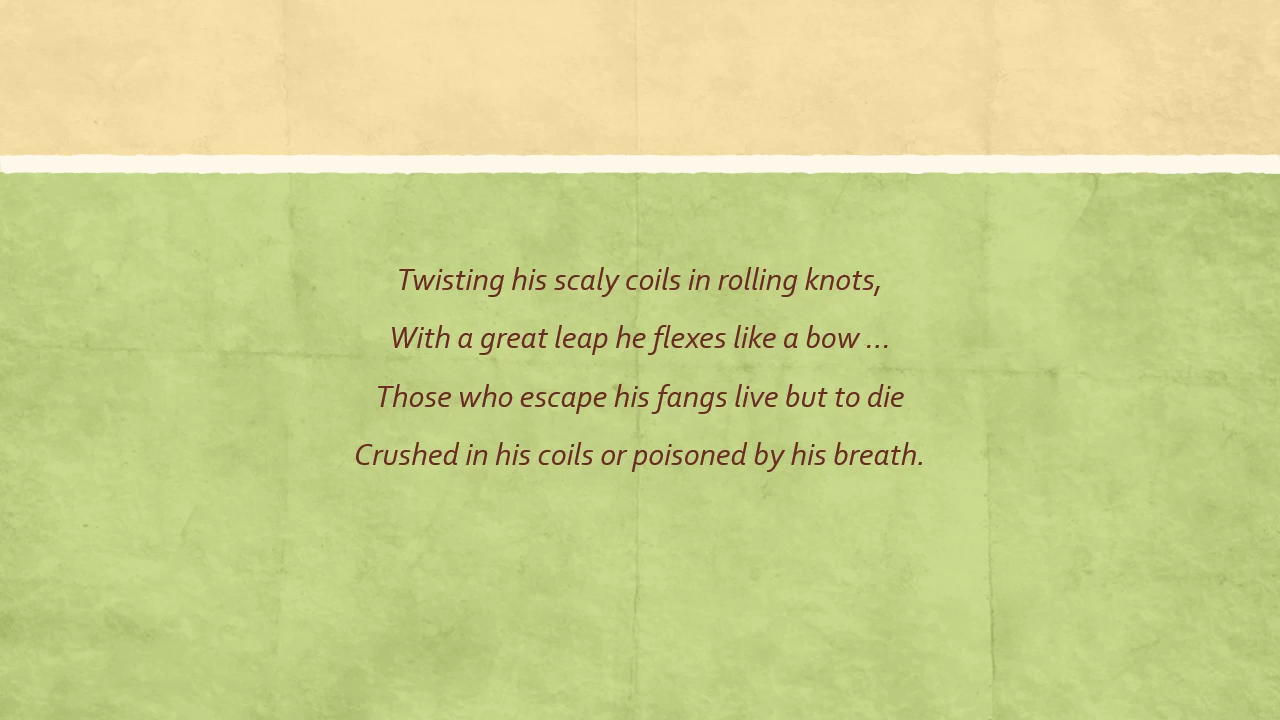 Twisting his scaly coils in rolling knots,
With a great leap he flexes like a bow …
Those who escape his fangs live but to die
Crushed in his coils or poisoned by his breath.